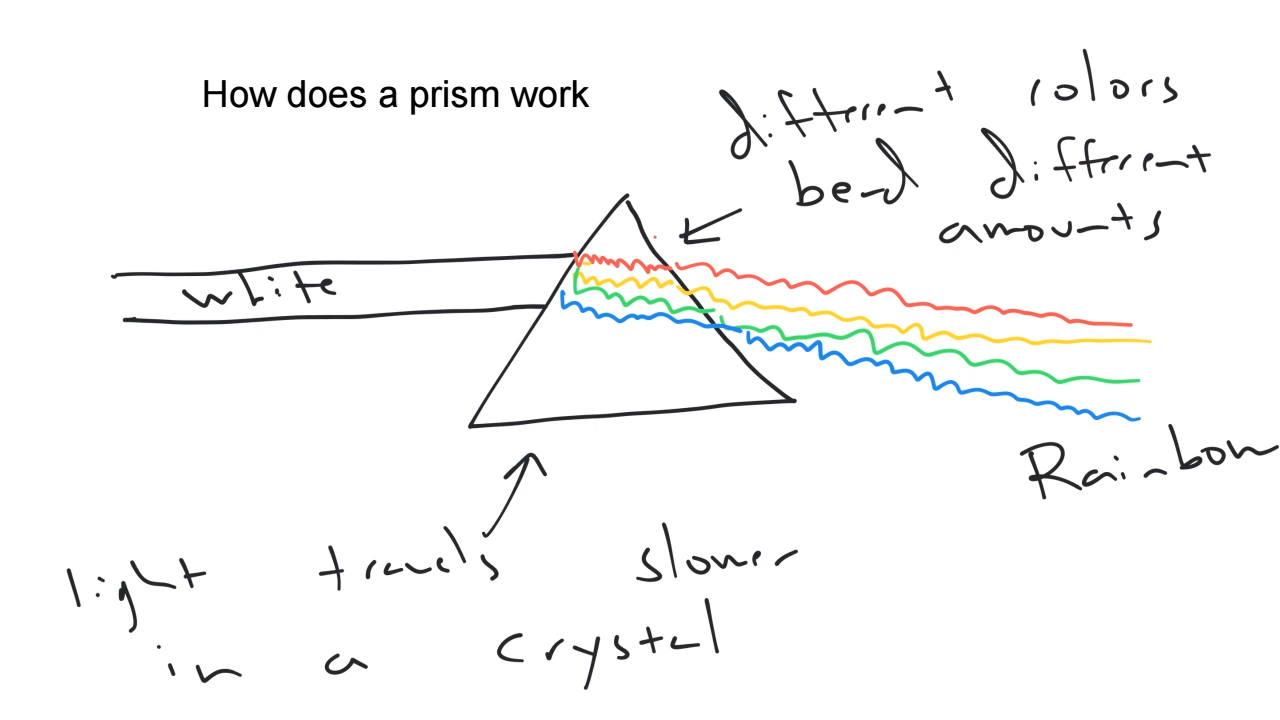 How does a prism work
different colors
bend different
amounts
white
Rainbow
light travels slower
in a crystal